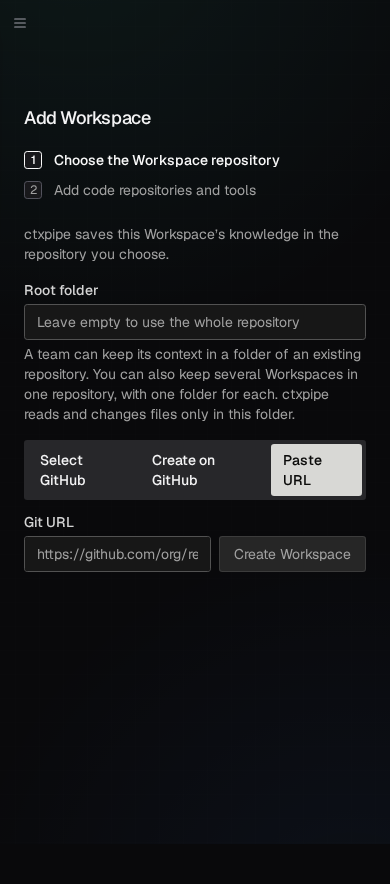 Add Workspace
1 Choose the Workspace repository
2 Add code repositories and tools
ctxpipe saves this Workspace's knowledge in the
repository you choose.
Root folder
Leave empty to use the whole repository
A team can keep its context in a folder of an existing
repository. You can also keep several Workspaces in
one repository, with one folder for each. ctxpipe
reads and changes files only in this folder.
Select GitHub
Create on GitHub
Paste URL
Git URL
https://github.com/org/re
Create Workspace